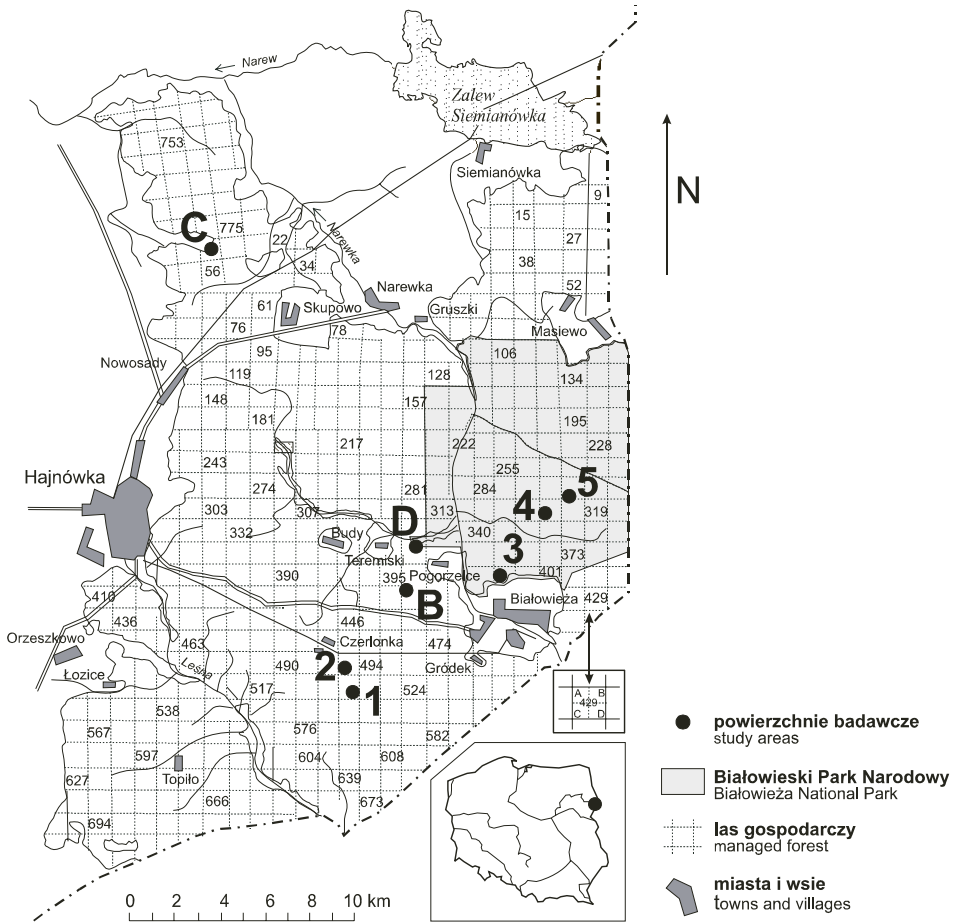 Narew
Zalew
Siemianówka
Siemianówka
753
C
775
56
22
34
Narewka
9
15
27
38
52
N
61
Skupowo
Narewka
Gruszki
Masiewo
76
78
95
Nowosady
119
128
106
134
148
157
181
195
217
222
228
243
255
Hajnówka
274
281
284
5
4
303
307
313
319
332
Budy
D
340
3
Teremiski
373
390
395
Pogorzelce
401
B
Białowieża
429
410
436
446
Orzeszkowo
463
Czerlonka
474
Leśna
490
2
494
Gródek
Łozice
517
1
524
538
A B
429
C D
567
576
582
597
604
608
Topiło
627
639
666
673
694
0 2 4 6 8 10 km
powierzchnie badawcze
study areas
Białowieski Park Narodowy
Białowieża National Park
las gospodarczy
managed forest
miasta i wsie
towns and villages